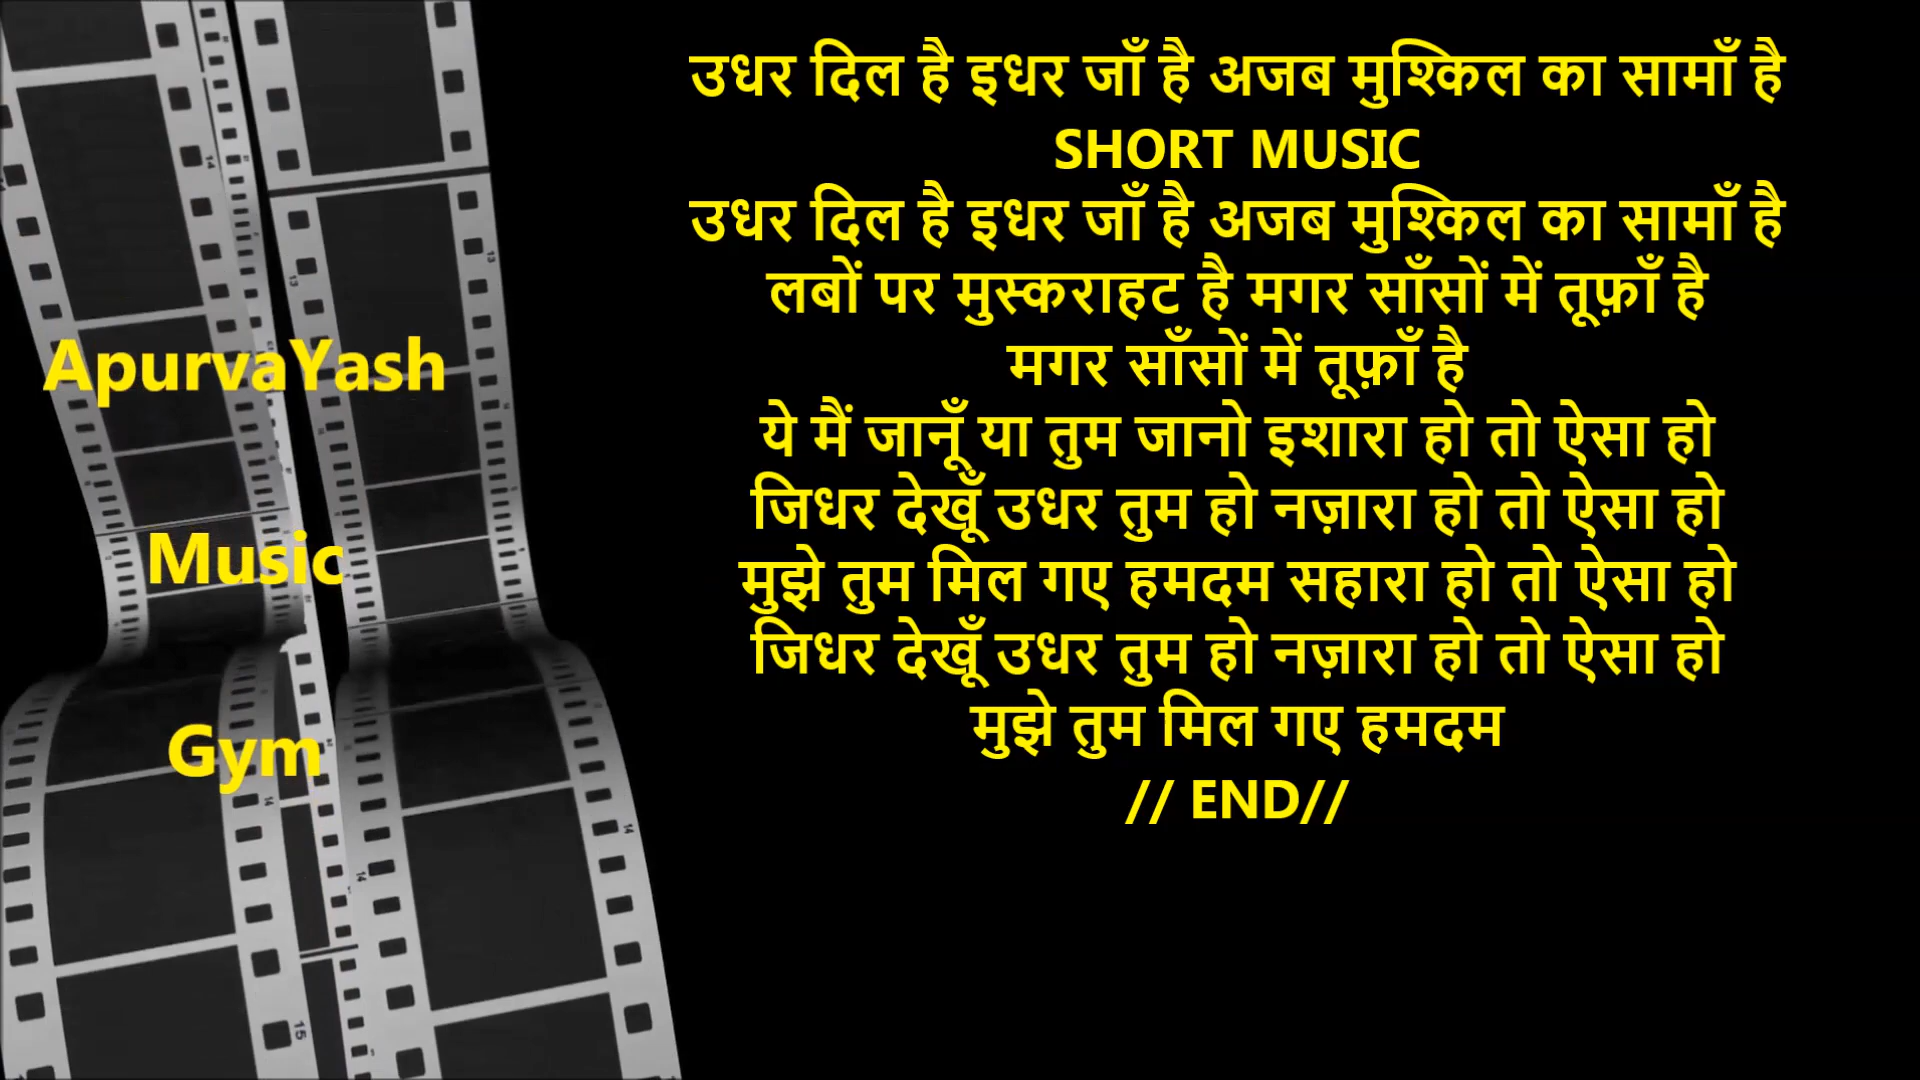 उधर दिल है इधर जाँ है अजब मुश्किल का सामाँ है
SHORT MUSIC
उधर दिल है इधर जाँ है अजब मुश्किल का सामाँ है
लबों पर मुस्कराहट है मगर साँसों में तूफ़ाँ है
मगर साँसों में तूफ़ाँ है
ये मैं जानूँ या तुम जानो इशारा हो तो ऐसा हो
जिधर देखूँ उधर तुम हो नज़ारा हो तो ऐसा हो
मुझे तुम मिल गए हमदम सहारा हो तो ऐसा हो
जिधर देखूँ उधर तुम हो नज़ारा हो तो ऐसा हो
मुझे तुम मिल गए हमदम
// END//
ApurvaYash
Music
Gym